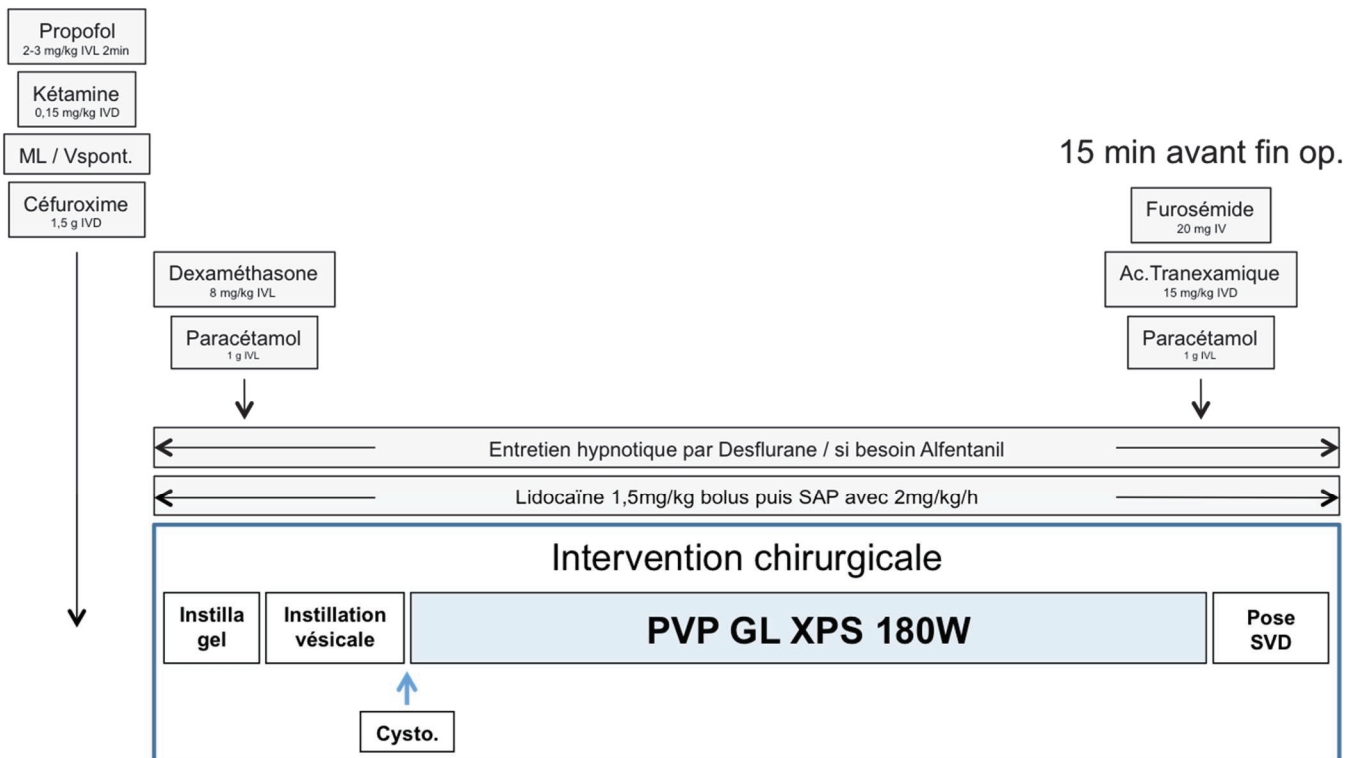 Propofol
2-3 mg/kg IVL 2min
Kétamine
0,15 mg/kg IVD
ML / Vspont.
Céfuroxime
1,5 g IVD
Dexaméthasone
8 mg/kg IVL
Paracétamol
1 g IVL
15 min avant fin op.
Furosémide
20 mg IV
Ac.Tranexamique
15 mg/kg IVD
Paracétamol
1 g IVL
Entretien hypnotique par Desflurane / si besoin Alfentanil
Lidocaïne 1,5mg/kg bolus puis SAP avec 2mg/kg/h
Intervention chirurgicale
Instilla
gel
Instillation
vésicale
PVP GL XPS 180W
Pose
SVD
Cysto.